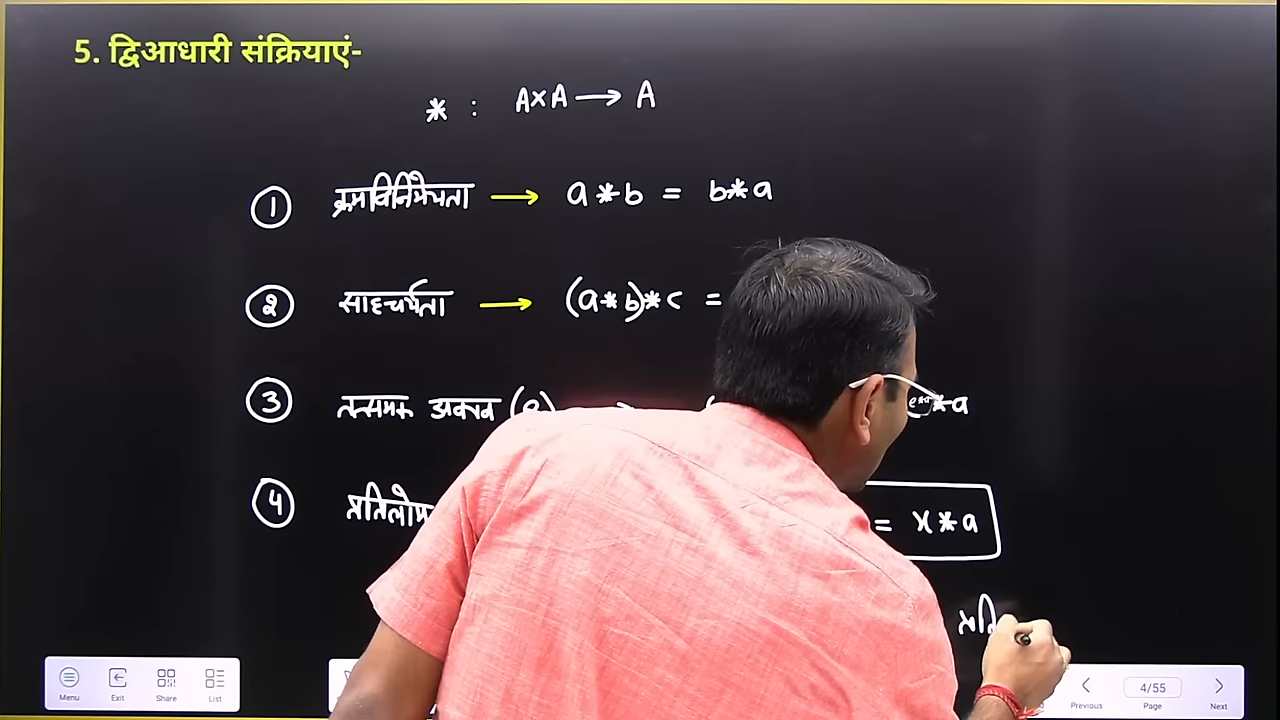 5. द्विआधारी संक्रियाएं-
* : A×A → A
① क्रमविनिमेयता → a*b = b*a
② साहचर्यता → (a*b)*c =
③ तत्समक अवयव (e) *a
④ प्रतिलोम = x*a
प्रति
Menu Exit Share List Previous 4/55 Page Next